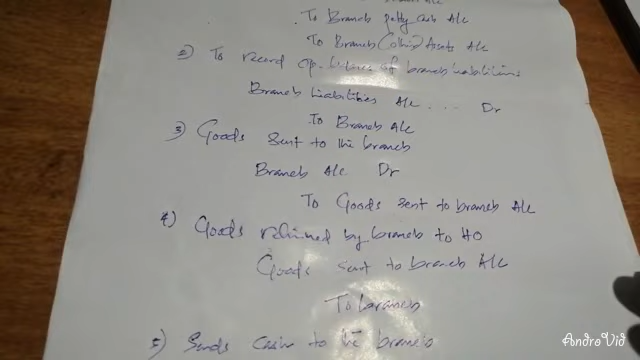 To Branch petty cash A/c
To Branch (other) Assets A/c
2) To record op. of branch liabilities
Branch liabilities A/c ... Dr
To Branch A/c
3) Goods sent to the branch
Branch A/c Dr
To Goods sent to branch A/c
4) Goods returned by branch to HO
Goods sent to branch A/c
To branch
5) Sends cash to the branch
AndroVid